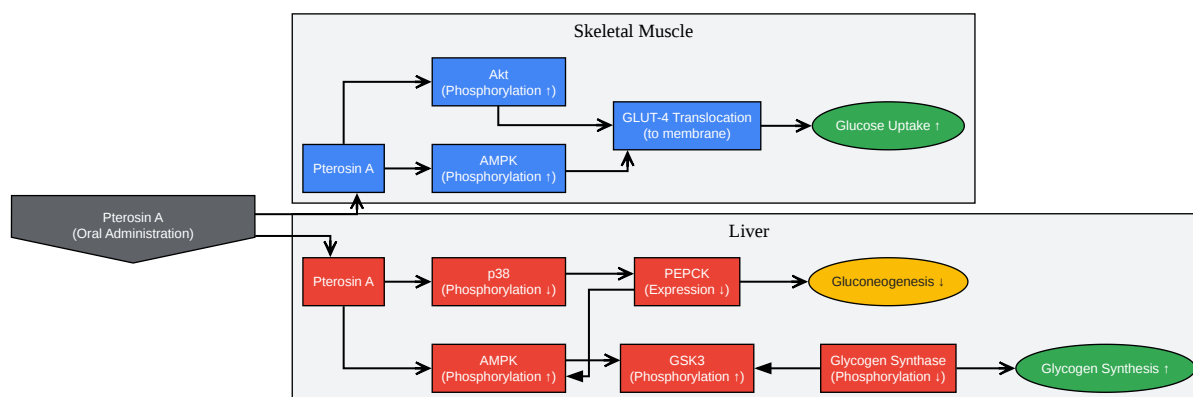 Skeletal Muscle
Akt
(Phosphorylation ↑)
GLUT-4 Translocation
(to membrane)
Glucose Uptake ↑
Pterosin A
AMPK
(Phosphorylation ↑)
Pterosin A
(Oral Administration)
Liver
Pterosin A
p38
(Phosphorylation ↓)
PEPCK
(Expression ↓)
Gluconeogenesis ↓
AMPK
(Phosphorylation ↑)
GSK3
(Phosphorylation ↑)
Glycogen Synthase
(Phosphorylation ↓)
Glycogen Synthesis ↑